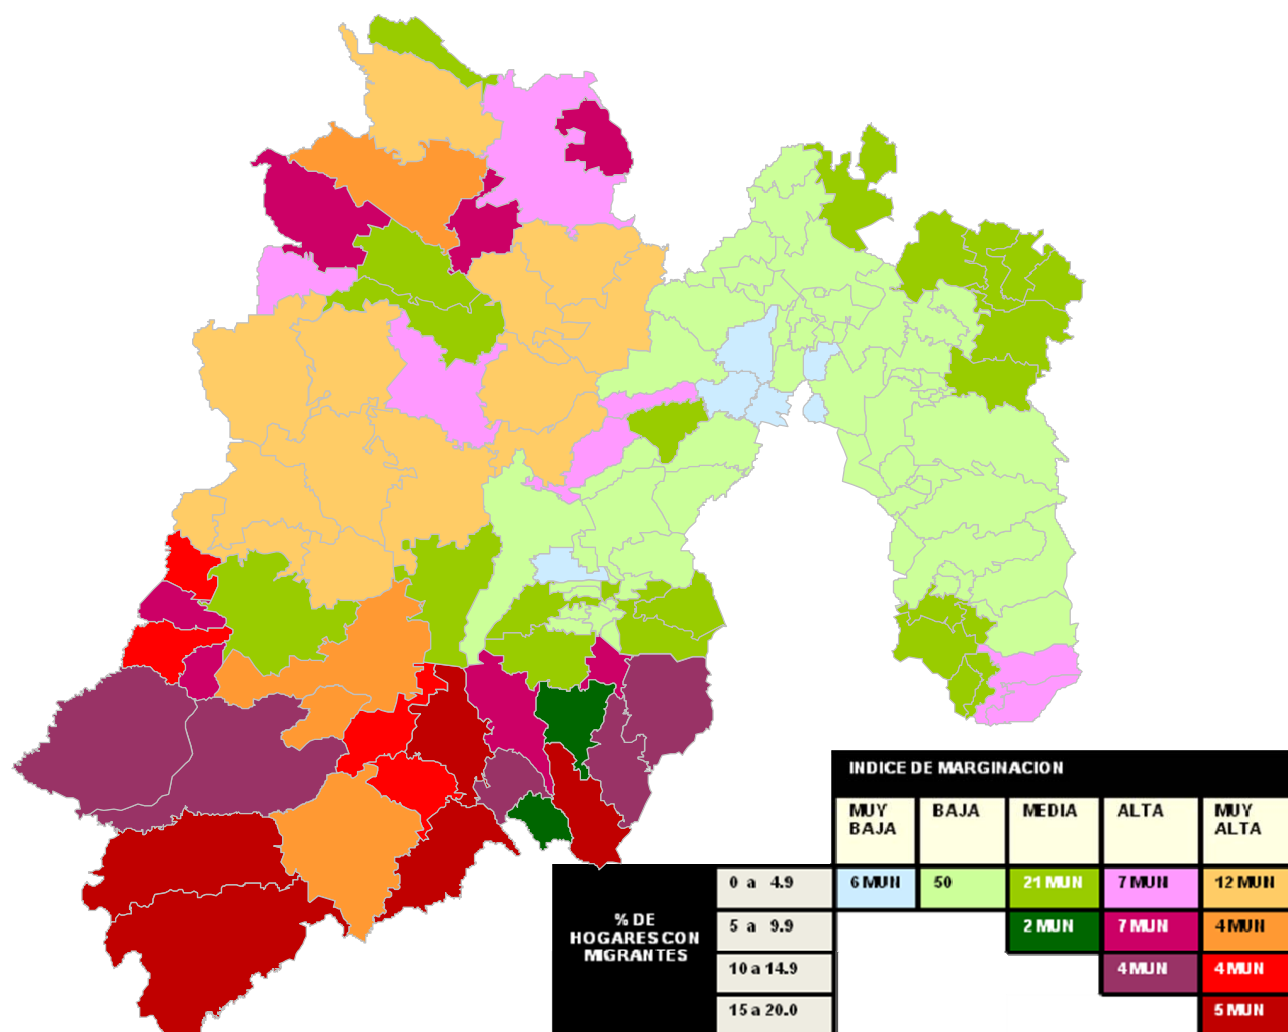 INDICE DE MARGINACION
MUY BAJA
BAJA
MEDIA
ALTA
MUY ALTA
% DE HOGARES CON MIGRANTES
0 a 4.9
6 MUN
50
21 MUN
7 MUN
12 MUN
5 a 9.9
2 MUN
7 MUN
4 MUN
10 a 14.9
4 MUN
4 MUN
15 a 20.0
5 MUN